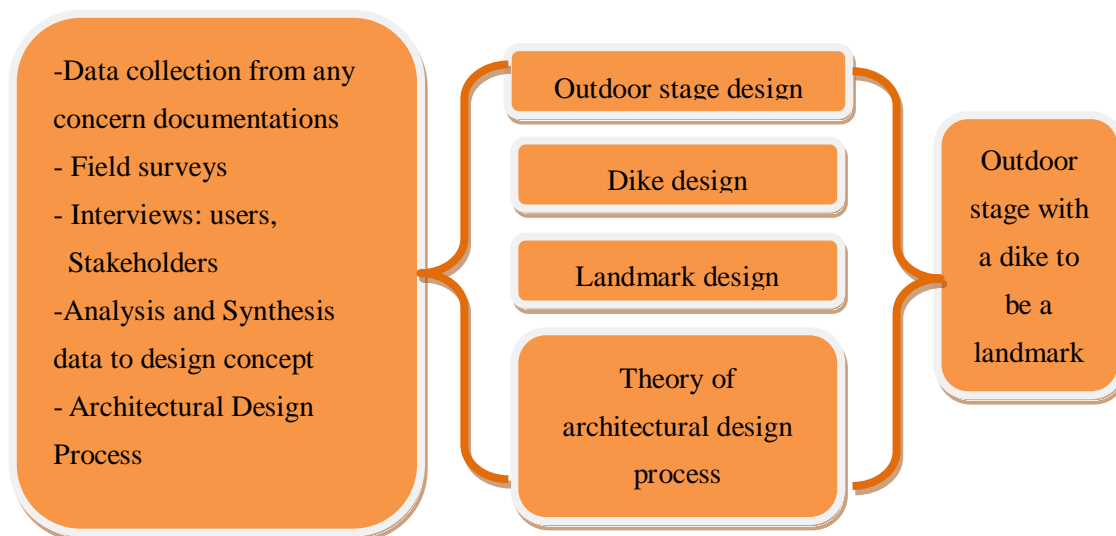 -Data collection from any
concern documentations
- Field surveys
- Interviews: users,
Stakeholders
-Analysis and Synthesis
data to design concept
- Architectural Design
Process
Outdoor stage design
Dike design
Landmark design
Theory of
architectural design
process
Outdoor
stage with
a dike to
be a
landmark